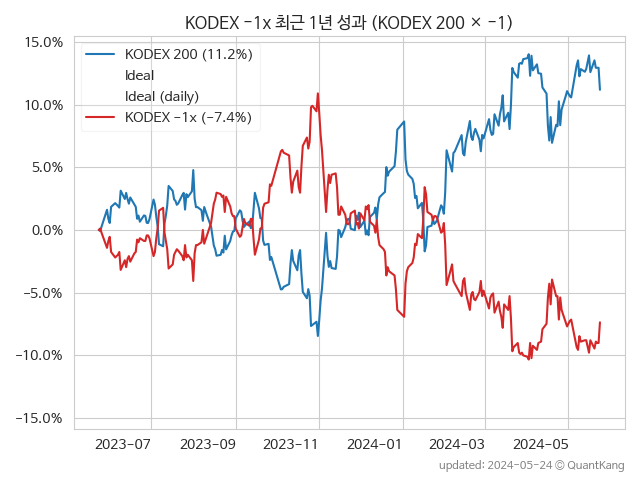 KODEX −1x 최근 1년 성과 (KODEX 200 × −1)
15.0%
10.0%
5.0%
0.0%
−5.0%
−10.0%
−15.0%
KODEX 200 (11.2%)
Ideal
Ideal (daily)
KODEX −1x (−7.4%)
2023−07
2023−09
2023−11
2024−01
2024−03
2024−05
updated: 2024−05−24 © QuantKang